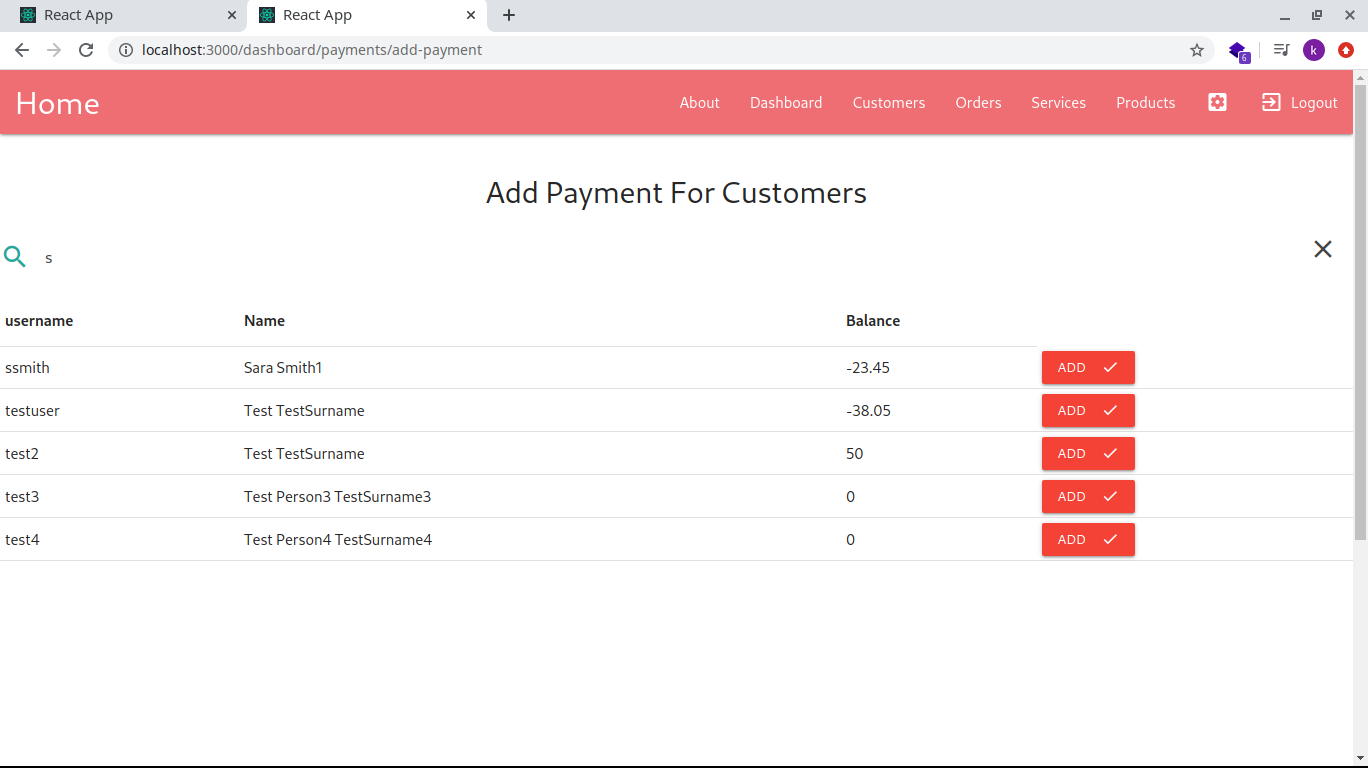 React App
React App
localhost:3000/dashboard/payments/add-payment
6
k
Home
About Dashboard Customers Orders Services Products Logout
Add Payment For Customers
s
username Name Balance
ssmith Sara Smith1 -23.45 ADD
testuser Test TestSurname -38.05 ADD
test2 Test TestSurname 50 ADD
test3 Test Person3 TestSurname3 0 ADD
test4 Test Person4 TestSurname4 0 ADD